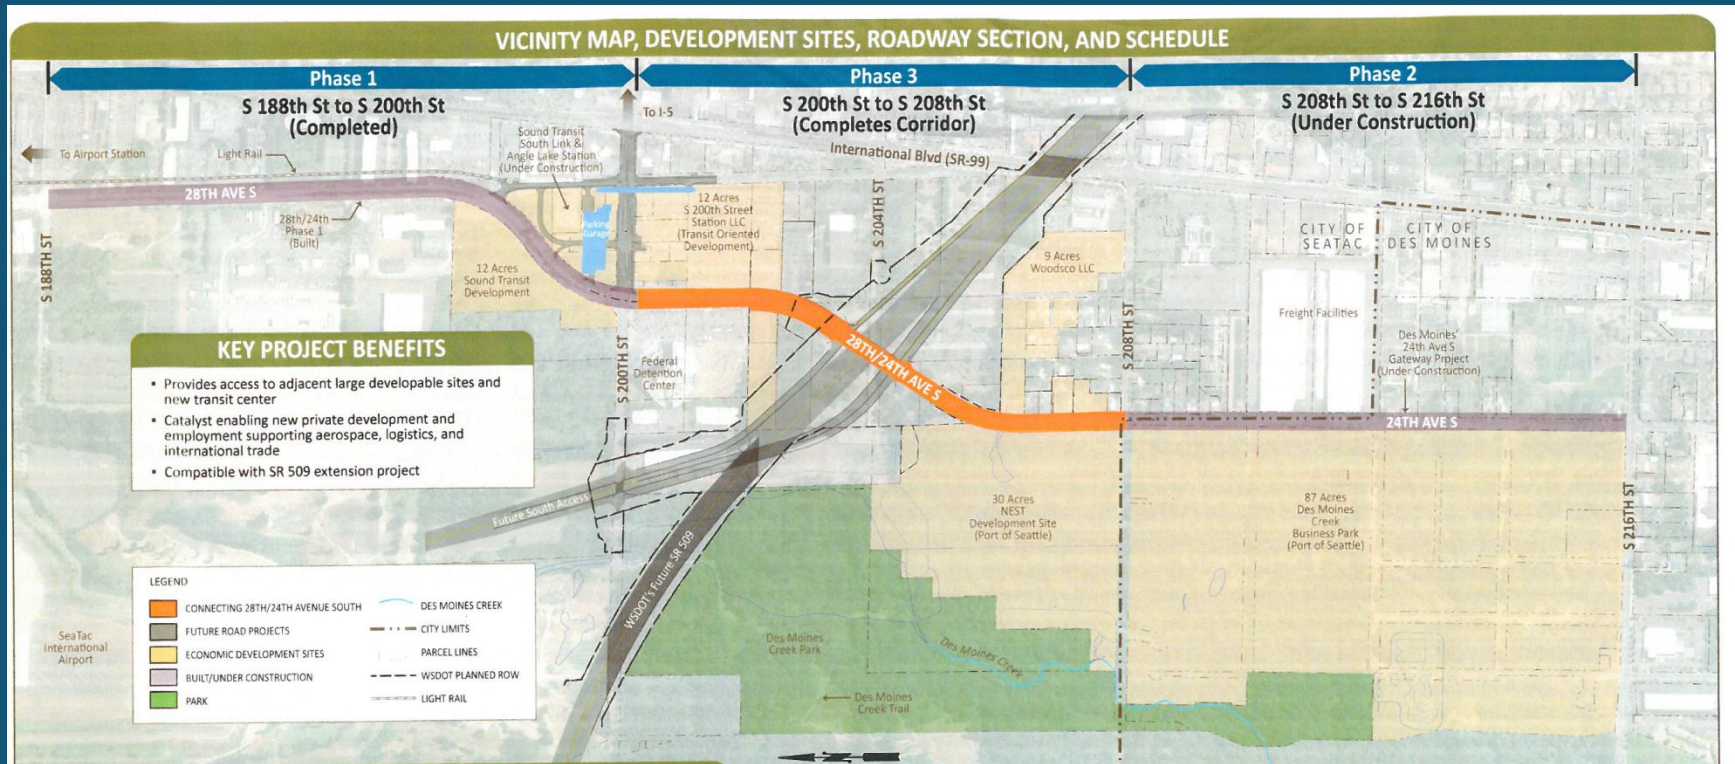 VICINITY MAP, DEVELOPMENT SITES, ROADWAY SECTION, AND SCHEDULE
Phase 1
Phase 3
Phase 2
S 188th St to S 200th St
(Completed)
S 200th St to S 208th St
(Completes Corridor)
S 208th St to S 216th St
(Under Construction)
To I-5
To Airport Station
Light Rail
Sound Transit
South Link &
Angle Lake Station
(Under Construction)
International Blvd (SR-99)
28TH AVE S
28th/24th
Phase 1
(Built)
S 188TH ST
Parking
Garage
12 Acres
S 200th Street
Station LLC
(Transit Oriented
Development)
S 204TH ST
12 Acres
Sound Transit
Development
9 Acres
Woodsco LLC
CITY OF
SEATAC
CITY OF
DES MOINES
Freight Facilities
S 208TH ST
Des Moines'
24th Ave S
Gateway Project
(Under Construction)
KEY PROJECT BENEFITS
• Provides access to adjacent large developable sites and
new transit center
• Catalyst enabling new private development and
employment supporting aerospace, logistics, and
international trade
• Compatible with SR 509 extension project
S 200TH ST
Federal
Detention
Center
28TH/24TH AVE S
24TH AVE S
Future South Access
WSDOT's Future SR 509
30 Acres
NEST
Development Site
(Port of Seattle)
87 Acres
Des Moines
Creek
Business Park
(Port of Seattle)
S 216TH ST
LEGEND
CONNECTING 28TH/24TH AVENUE SOUTH
FUTURE ROAD PROJECTS
ECONOMIC DEVELOPMENT SITES
BUILT/UNDER CONSTRUCTION
PARK
DES MOINES CREEK
CITY LIMITS
PARCEL LINES
WSDOT PLANNED ROW
LIGHT RAIL
SeaTac
International
Airport
Des Moines
Creek Park
Des Moines Creek
Des Moines
Creek Trail
N